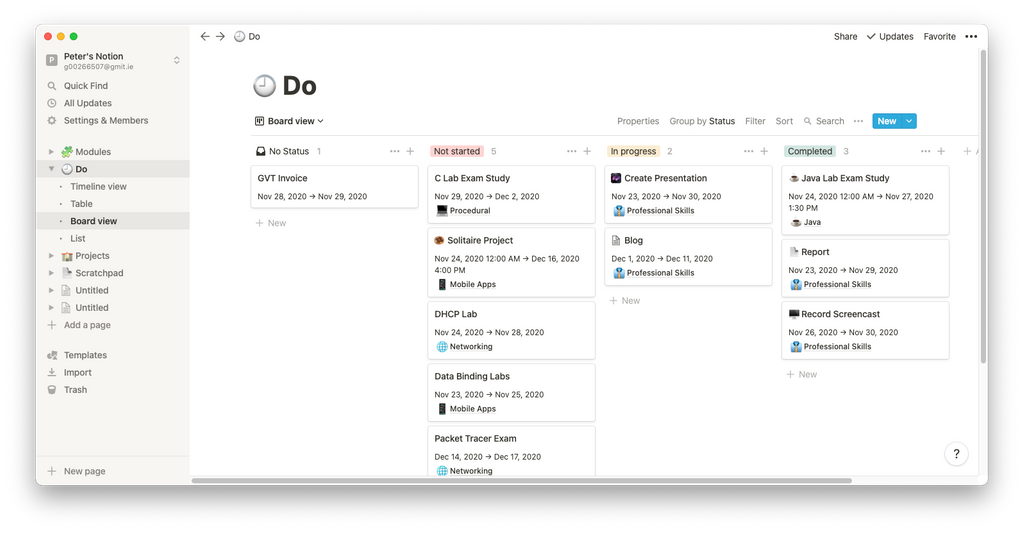 Peter's Notion
g00266507@gmit.ie
Quick Find
All Updates
Settings & Members
Modules
Do
Timeline view
Table
Board view
List
Projects
Scratchpad
Untitled
Untitled
Add a page
Templates
Import
Trash
New page
Do
Share Updates Favorite
Do
Board view
Properties Group by Status Filter Sort Search New
No Status 1
GVT Invoice
Nov 28, 2020 → Nov 29, 2020
New
Not started 5
C Lab Exam Study
Nov 29, 2020 → Dec 2, 2020
Procedural
Solitaire Project
Nov 24, 2020 12:00 AM → Dec 16, 2020
4:00 PM
Mobile Apps
DHCP Lab
Nov 24, 2020 → Nov 28, 2020
Networking
Data Binding Labs
Nov 23, 2020 → Nov 25, 2020
Mobile Apps
Packet Tracer Exam
Dec 14, 2020 → Dec 17, 2020
Networking
In progress 2
Create Presentation
Nov 23, 2020 → Nov 30, 2020
Professional Skills
Blog
Dec 1, 2020 → Dec 11, 2020
Professional Skills
New
Completed 3
Java Lab Exam Study
Nov 24, 2020 12:00 AM → Nov 27, 2020
1:30 PM
Java
Report
Nov 23, 2020 → Nov 29, 2020
Professional Skills
Record Screencast
Nov 26, 2020 → Nov 30, 2020
Professional Skills
New
?